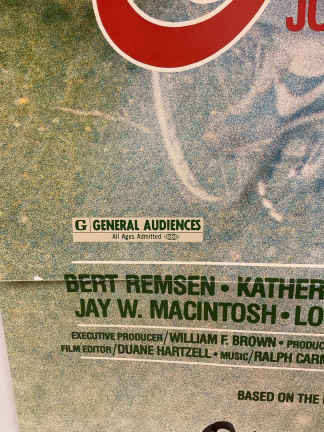 JO
G GENERAL AUDIENCES
All Ages Admitted
BERT REMSEN • KATHER
JAY W. MACINTOSH • LO
EXECUTIVE PRODUCER/WILLIAM F. BROWN • PRODUC
FILM EDITOR/DUANE HARTZELL • MUSIC/RALPH CARM
BASED ON THE